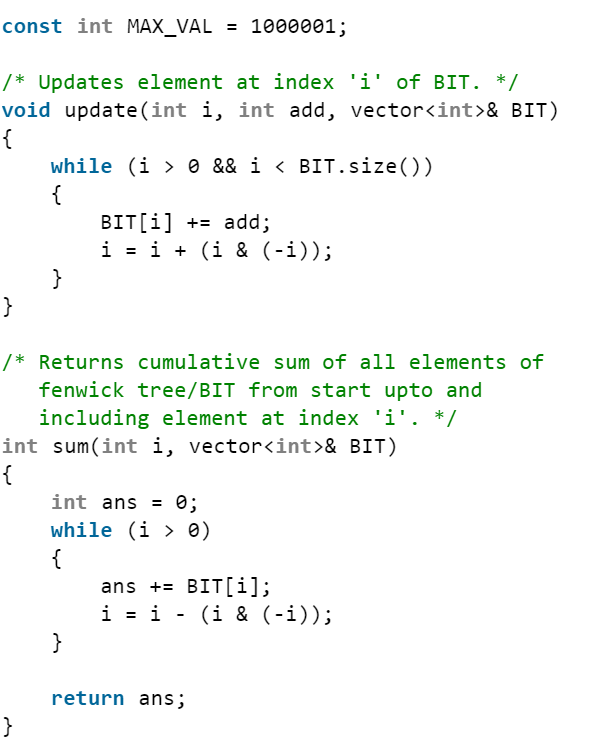 const int MAX_VAL = 1000001;

/* Updates element at index 'i' of BIT. */
void update(int i, int add, vector<int>& BIT)
{
    while (i > 0 && i < BIT.size())
    {
        BIT[i] += add;
        i = i + (i & (-i));
    }
}

/* Returns cumulative sum of all elements of
   fenwick tree/BIT from start upto and
   including element at index 'i'. */
int sum(int i, vector<int>& BIT)
{
    int ans = 0;
    while (i > 0)
    {
        ans += BIT[i];
        i = i - (i & (-i));
    }

    return ans;
}